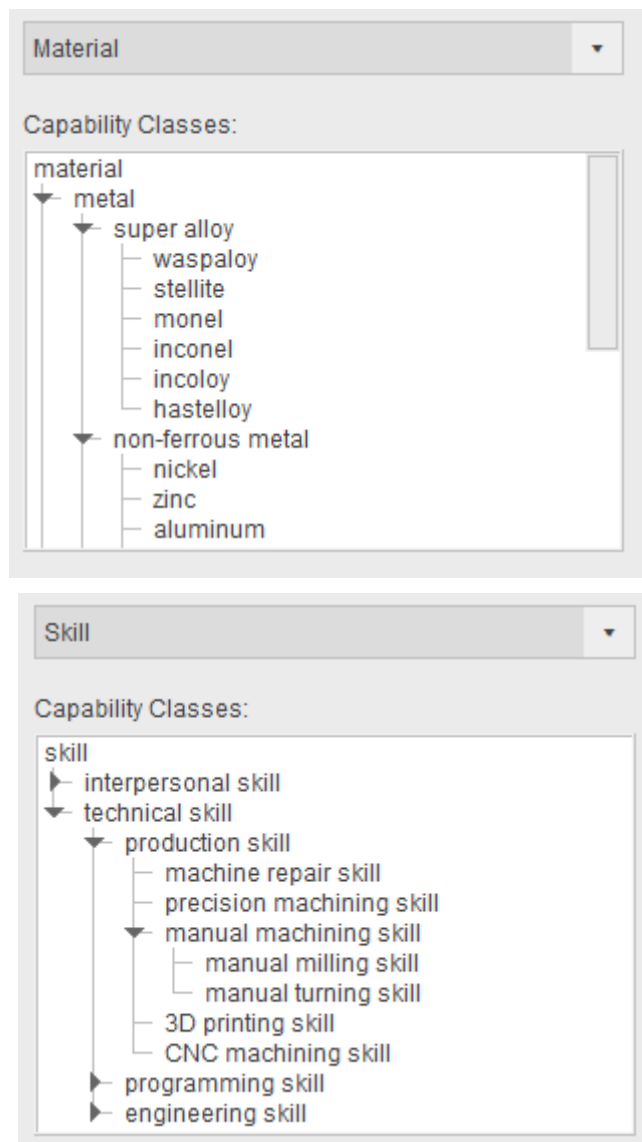 Material
Capability Classes:
material
metal
super alloy
waspaloy
stellite
monel
inconel
incoloy
hastelloy
non-ferrous metal
nickel
zinc
aluminum
Skill
Capability Classes:
skill
interpersonal skill
technical skill
production skill
machine repair skill
precision machining skill
manual machining skill
manual milling skill
manual turning skill
3D printing skill
CNC machining skill
programming skill
engineering skill